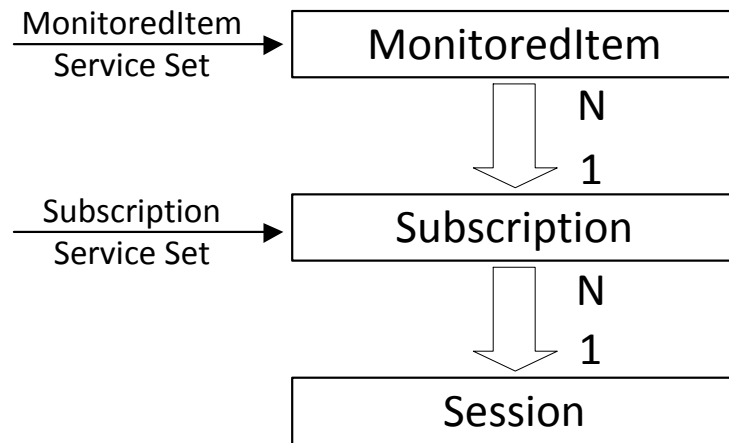 MonitoredItem
Service Set
MonitoredItem
N
1
Subscription
Service Set
Subscription
N
1
Session